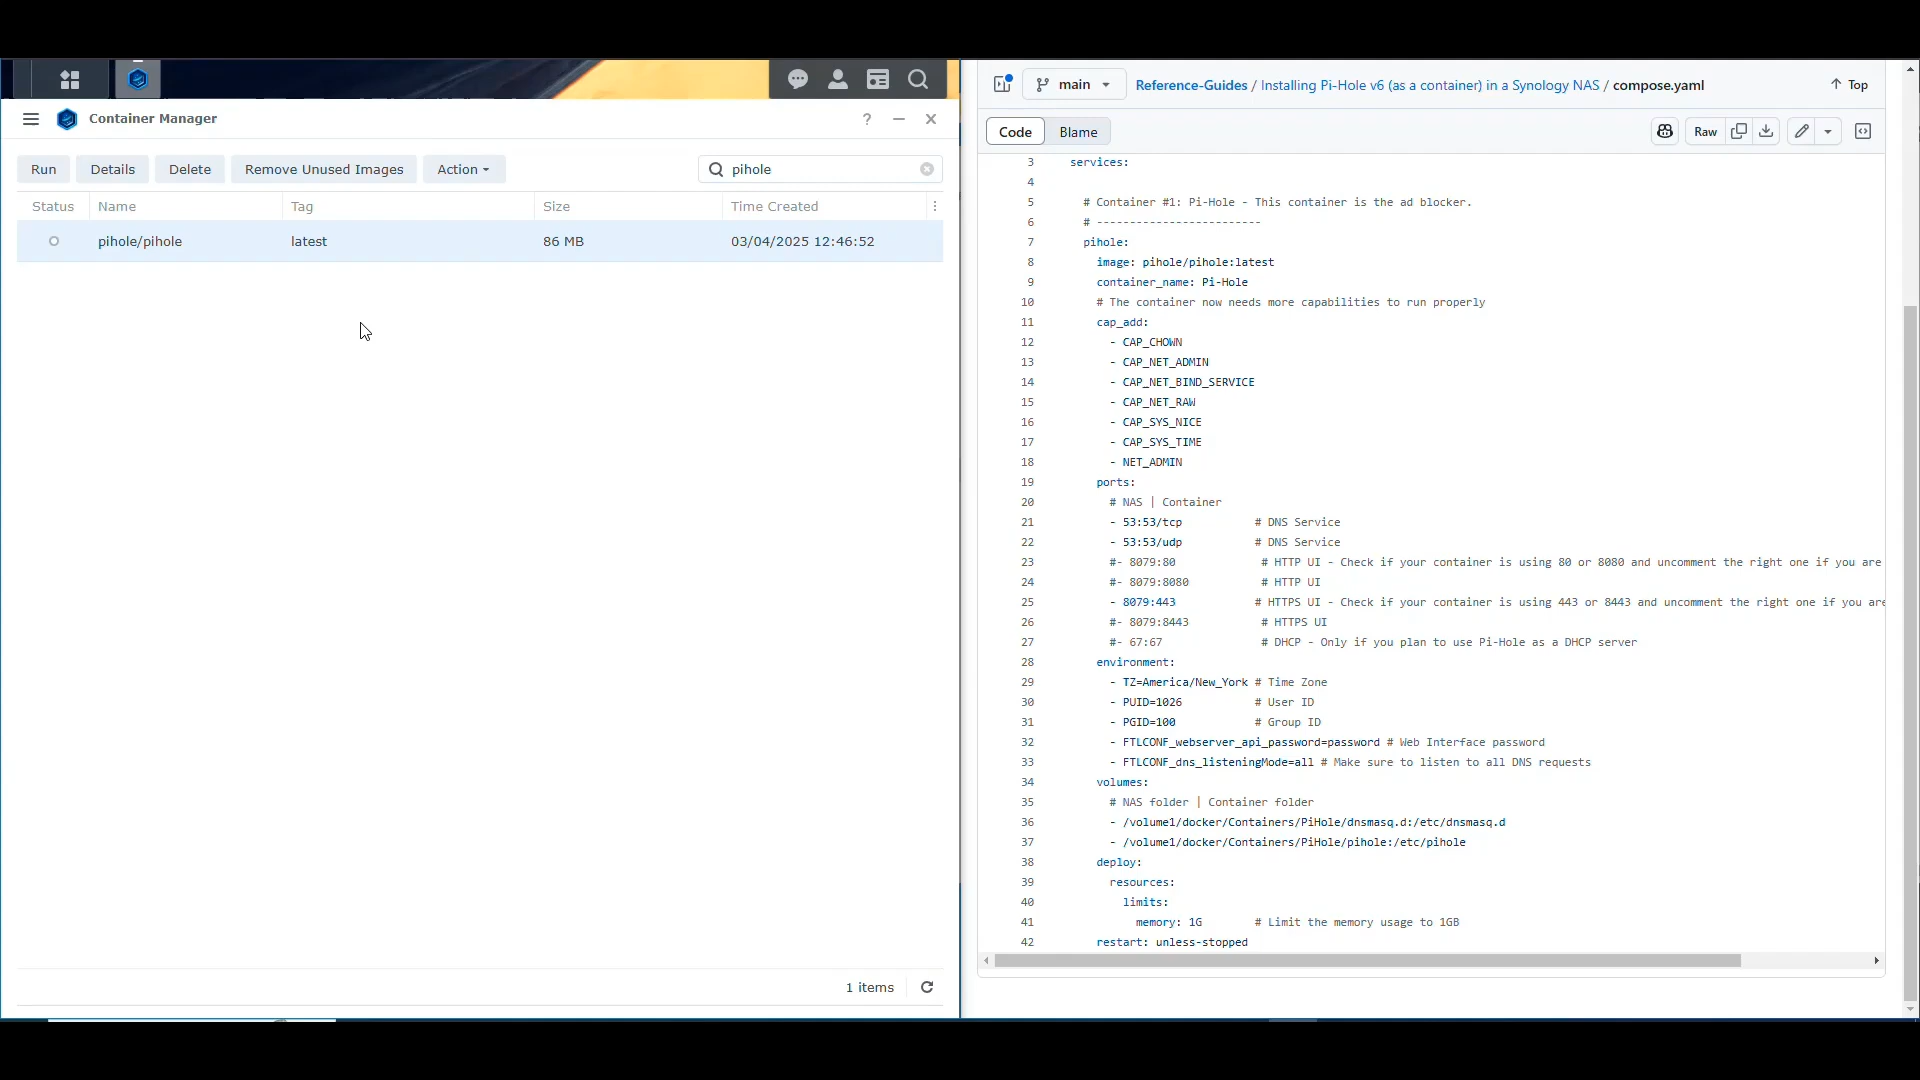 Container Manager
?
Run
Details
Delete
Remove Unused Images
Action
pihole
Status
Name
Tag
Size
Time Created
pihole/pihole
latest
86 MB
03/04/2025 12:46:52
1 items
main
Reference-Guides / Installing Pi-Hole v6 (as a container) in a Synology NAS / compose.yaml
Top
Code
Blame
Raw
3 services:
4
5 # Container #1: Pi-Hole - This container is the ad blocker.
6 # -------------------------
7 pihole:
8 image: pihole/pihole:latest
9 container_name: Pi-Hole
10 # The container now needs more capabilities to run properly
11 cap_add:
12 - CAP_CHOWN
13 - CAP_NET_ADMIN
14 - CAP_NET_BIND_SERVICE
15 - CAP_NET_RAW
16 - CAP_SYS_NICE
17 - CAP_SYS_TIME
18 - NET_ADMIN
19 ports:
20 # NAS | Container
21 - 53:53/tcp # DNS Service
22 - 53:53/udp # DNS Service
23 #- 8079:80 # HTTP UI - Check if your container is using 80 or 8080 and uncomment the right one if you are
24 #- 8079:8080 # HTTP UI
25 - 8079:443 # HTTPS UI - Check if your container is using 443 or 8443 and uncomment the right one if you are
26 #- 8079:8443 # HTTPS UI
27 #- 67:67 # DHCP - Only if you plan to use Pi-Hole as a DHCP server
28 environment:
29 - TZ=America/New_York # Time Zone
30 - PUID=1026 # User ID
31 - PGID=100 # Group ID
32 - FTLCONF_webserver_api_password=password # Web Interface password
33 - FTLCONF_dns_listeningMode=all # Make sure to listen to all DNS requests
34 volumes:
35 # NAS folder | Container folder
36 - /volume1/docker/Containers/PiHole/dnsmasq.d:/etc/dnsmasq.d
37 - /volume1/docker/Containers/PiHole/pihole:/etc/pihole
38 deploy:
39 resources:
40 limits:
41 memory: 1G # Limit the memory usage to 1GB
42 restart: unless-stopped